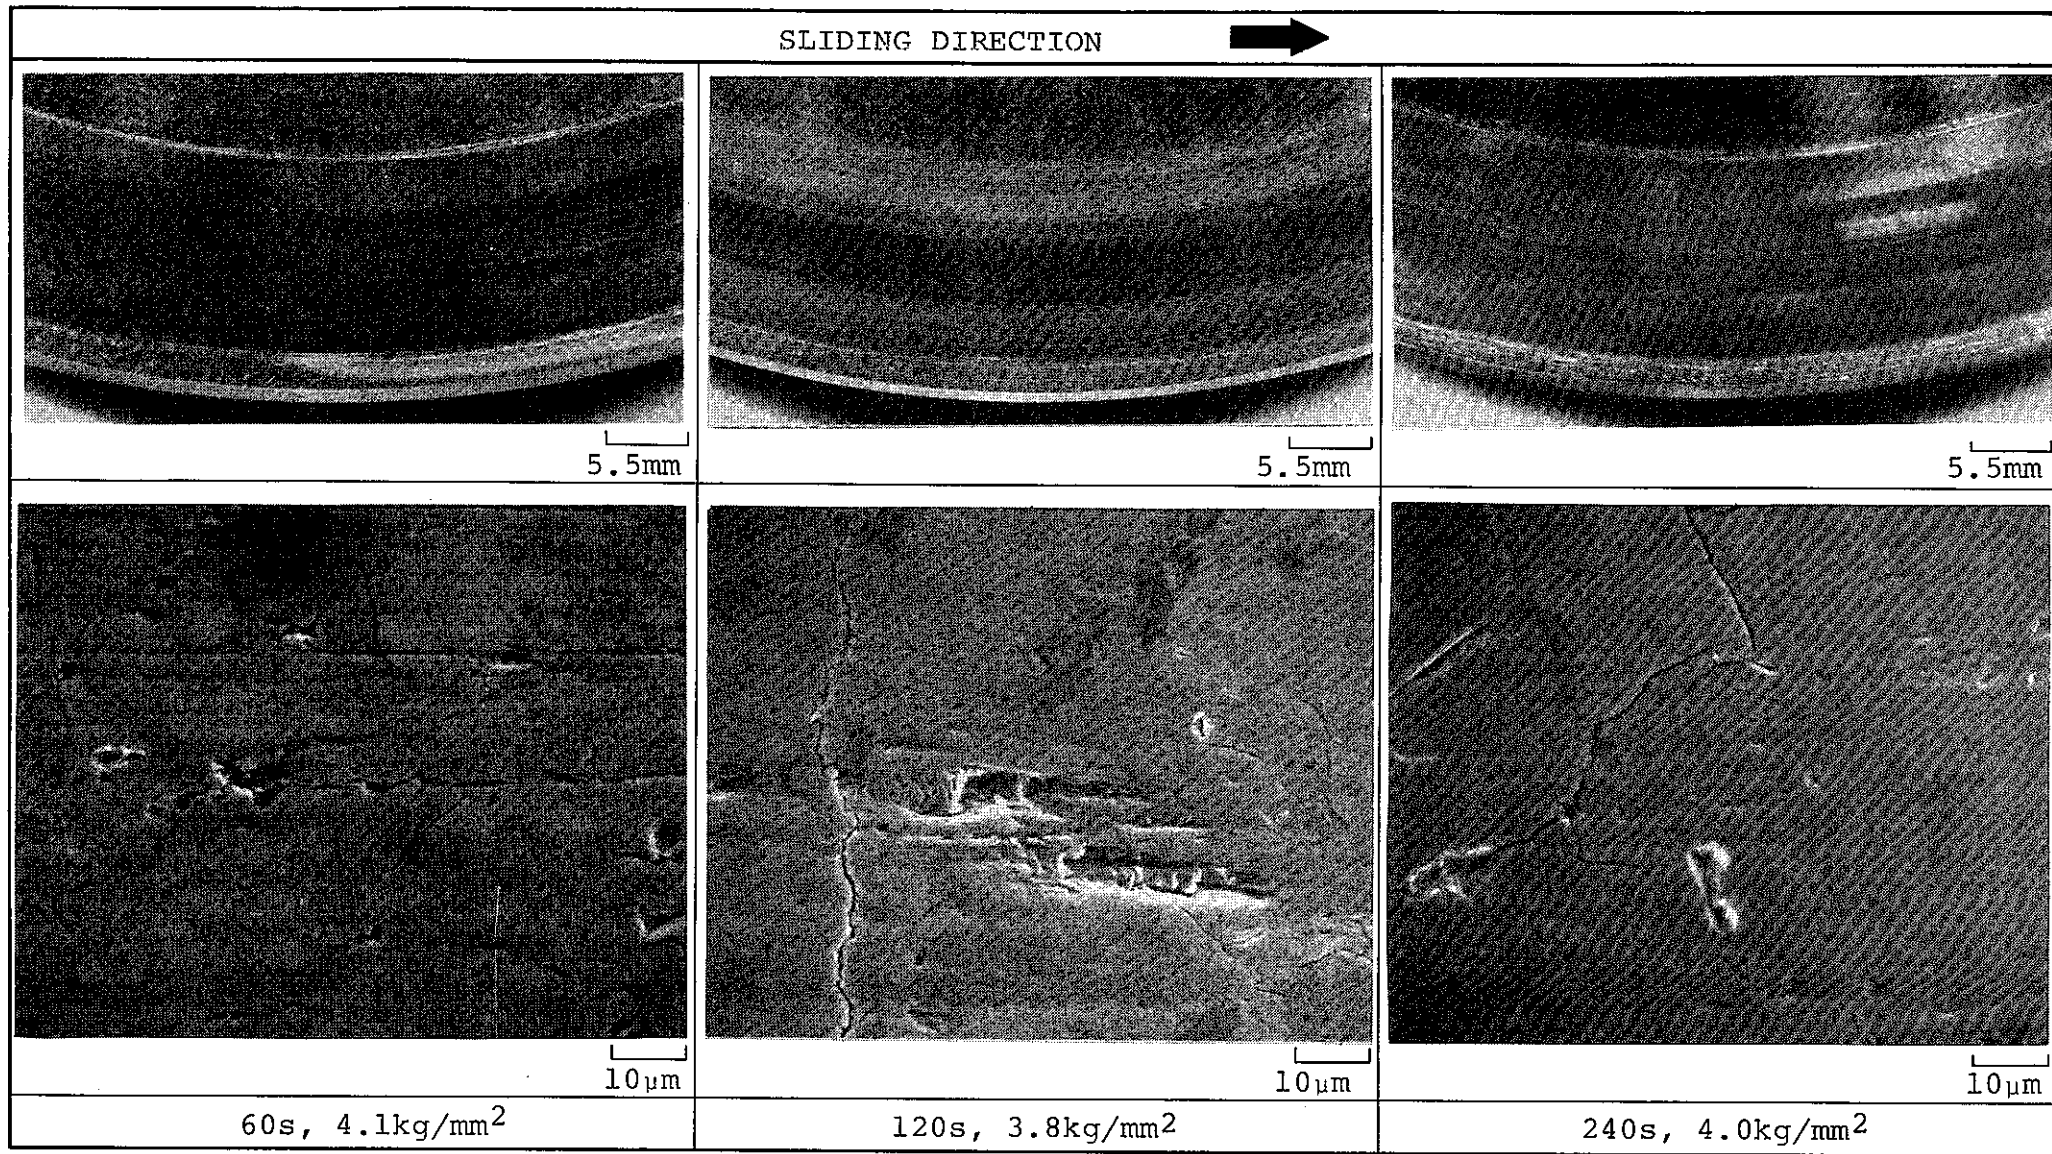 SLIDING DIRECTION
5.5mm
5.5mm
5.5mm
10μm
10μm
10μm
60s, 4.1kg/mm²
120s, 3.8kg/mm²
240s, 4.0kg/mm²